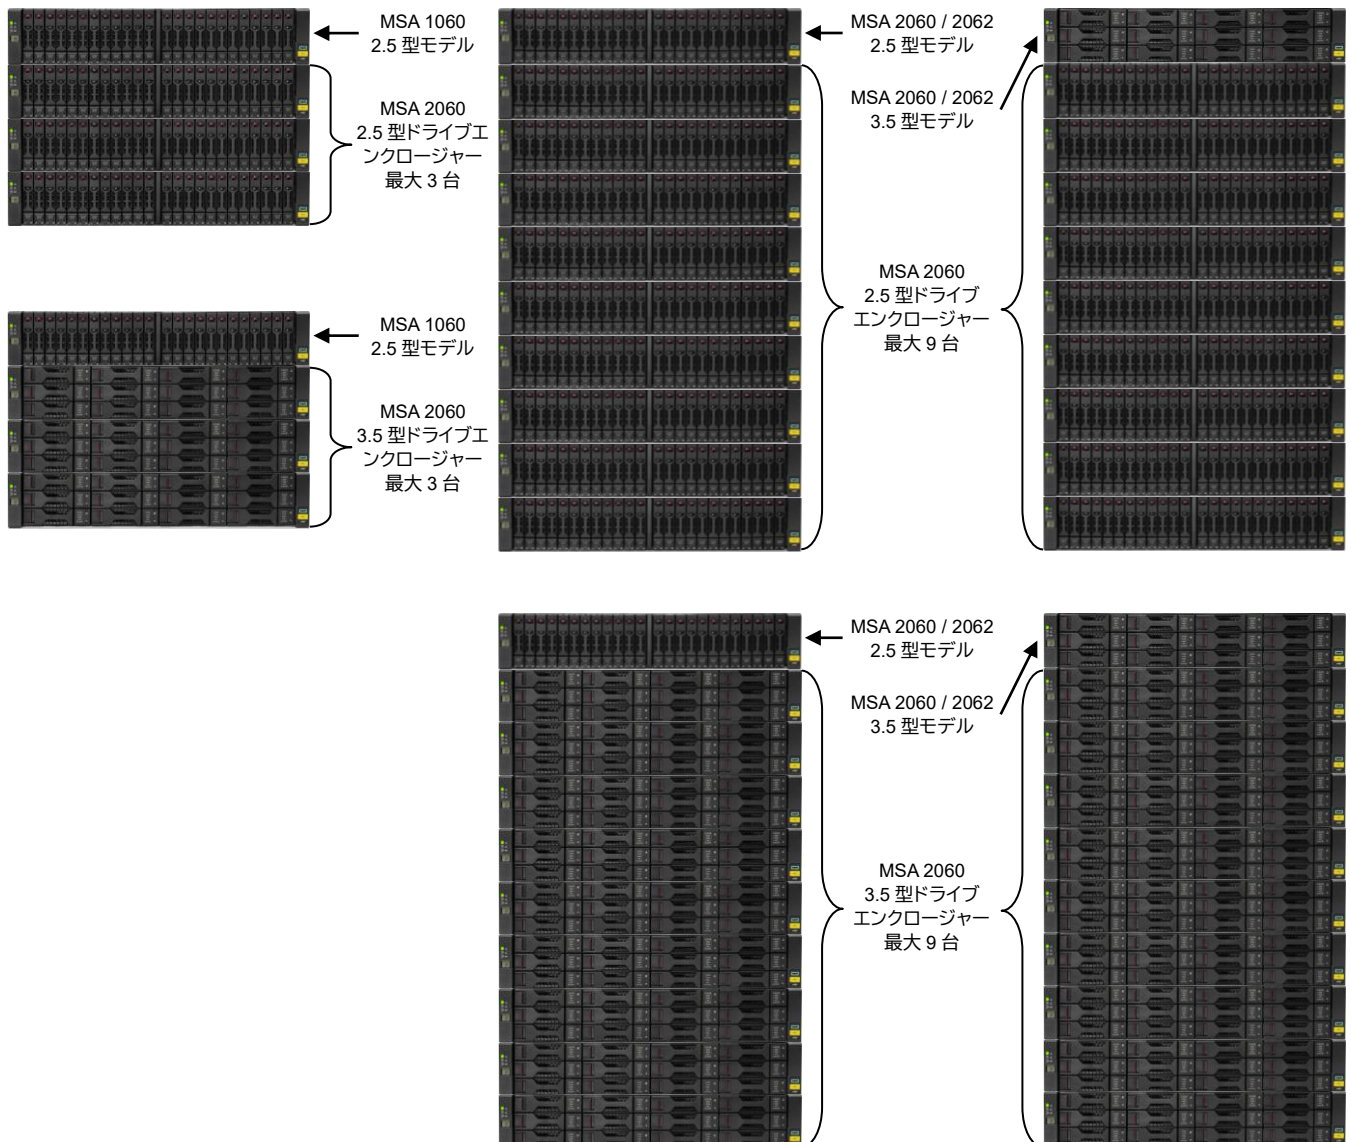 MSA 1060
2.5 型モデル
MSA 2060
2.5 型ドライブエ
ンクロージャー
最大 3 台
MSA 1060
2.5 型モデル
MSA 2060
3.5 型ドライブエ
ンクロージャー
最大 3 台
MSA 2060 / 2062
2.5 型モデル
MSA 2060 / 2062
3.5 型モデル
MSA 2060
2.5 型ドライブ
エンクロージャー
最大 9 台
MSA 2060 / 2062
2.5 型モデル
MSA 2060 / 2062
3.5 型モデル
MSA 2060
3.5 型ドライブ
エンクロージャー
最大 9 台